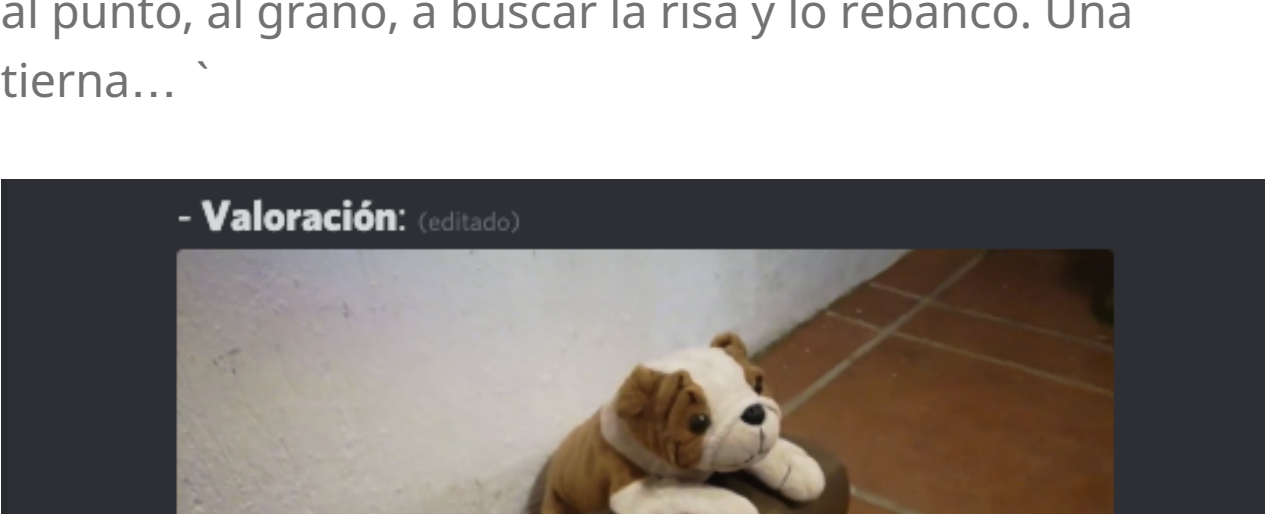 al punto, al grano, a buscar la risa y lo rebanco. Una
tierna… `
- Valoración: (editado)